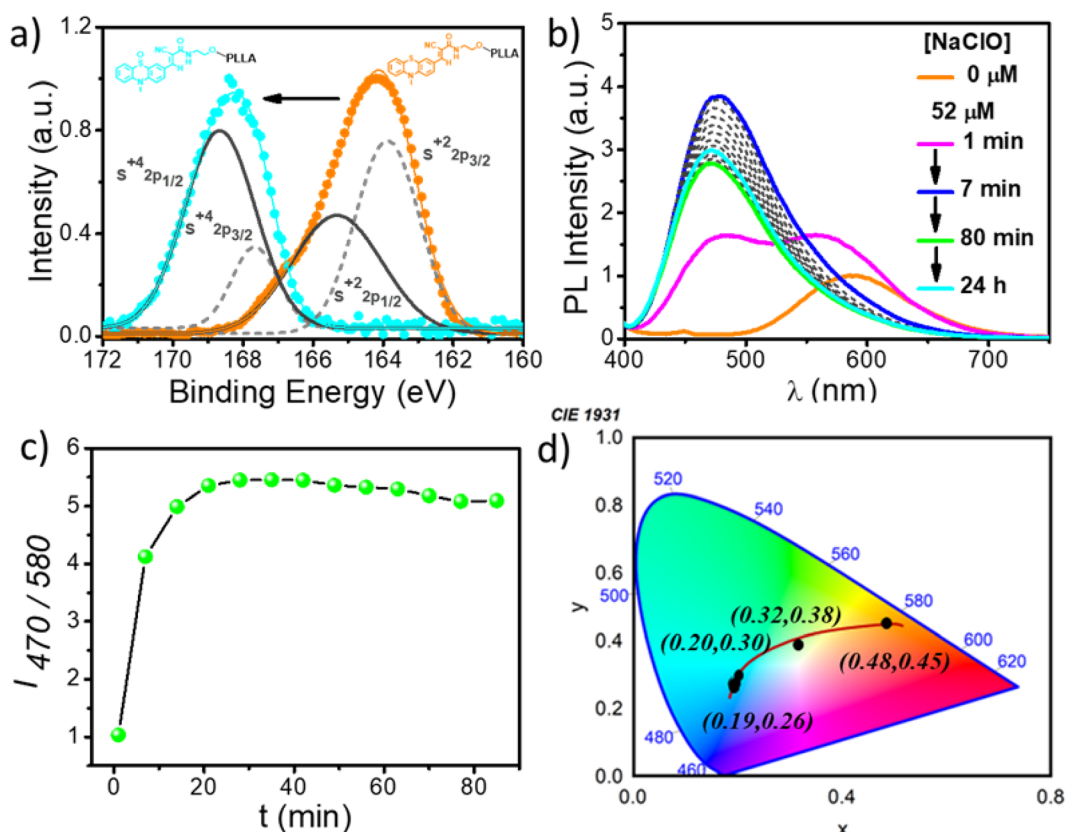 a)
1.2
0.8
0.4
0.0
Intensity (a.u.)
172 170 168 166 164 162 160
Binding Energy (eV)
NC
O
O
PLLA
S
N
H
S+4 2p1/2
S+4 2p3/2
S+2 2p3/2
S+2 2p1/2
b)
5
4
3
2
1
0
PL Intensity (a.u.)
400 500 600 700
λ (nm)
[NaClO]
0 μM
52 μM
1 min
7 min
80 min
24 h
c)
6
5
4
5
3
2
1
I 470 / 580
0 20 40 60 80
t (min)
CIE 1931
d)
1.0
0.8
0.6
0.4
0.2
0.0
y
0.0 0.4 0.8
x
520
540
560
580
600
620
500
480
460
(0.32,0.38)
(0.20,0.30)
(0.48,0.45)
(0.19,0.26)